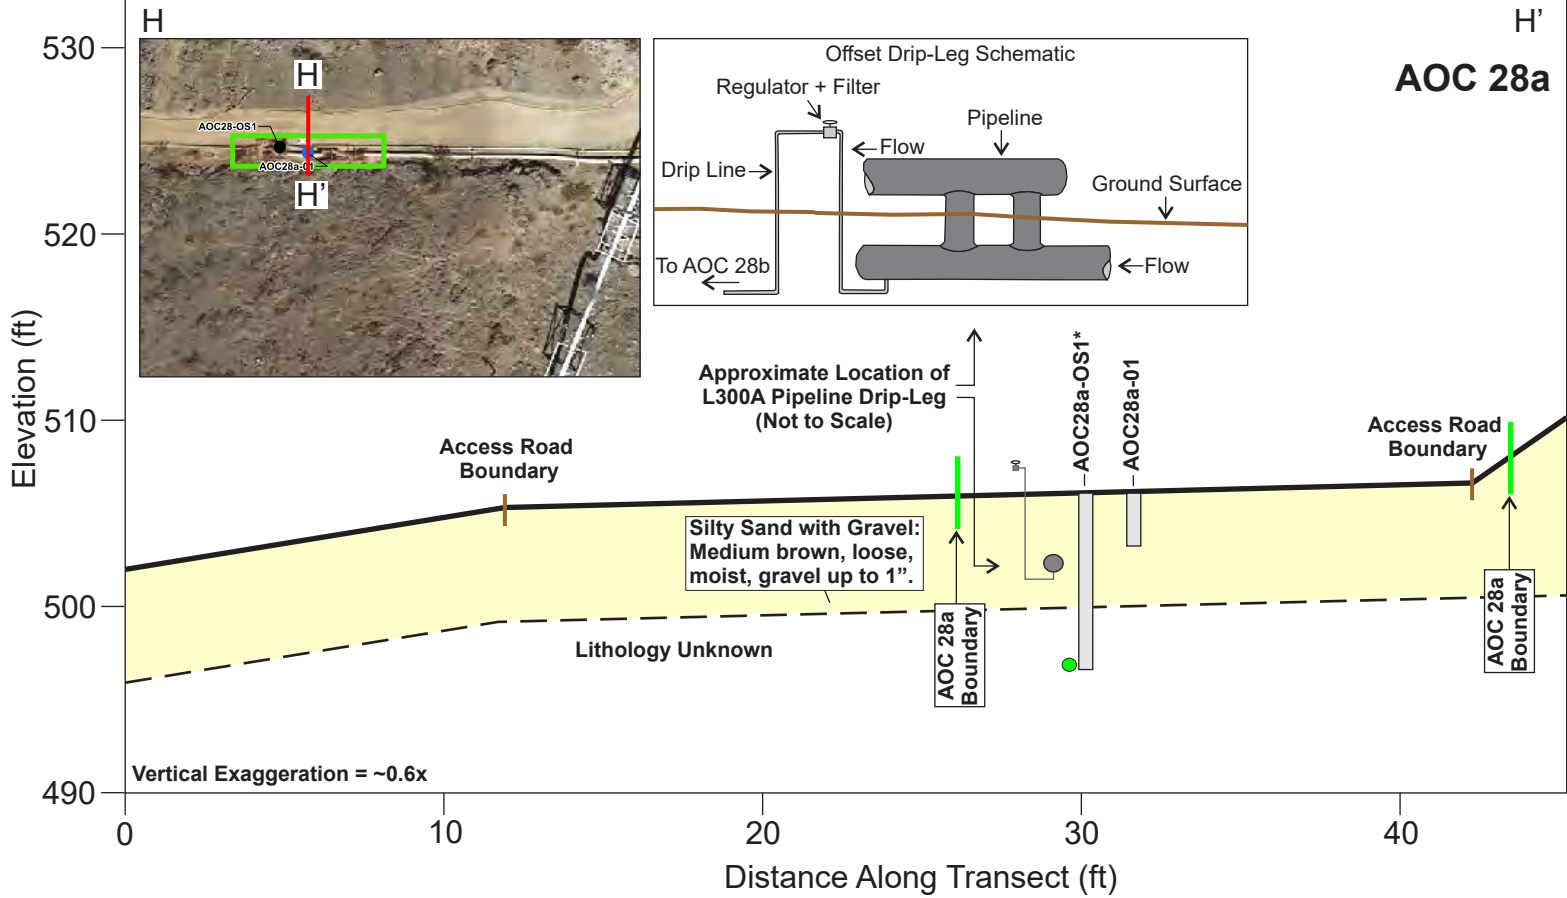 H
H'
AOC 28a
530
520
510
500
490
Elevation (ft)
H
AOC28-OS1
AOC28a-01
H'
Offset Drip-Leg Schematic
Regulator + Filter
Pipeline
Flow
Drip Line
Ground Surface
To AOC 28b
Flow
Approximate Location of
L300A Pipeline Drip-Leg
(Not to Scale)
AOC28a-OS1*
AOC28a-01
Access Road
Boundary
Access Road
Boundary
Silty Sand with Gravel:
Medium brown, loose,
moist, gravel up to 1”.
Lithology Unknown
AOC 28a
Boundary
AOC 28a
Boundary
Vertical Exaggeration = ~0.6x
0
10
20
30
40
Distance Along Transect (ft)